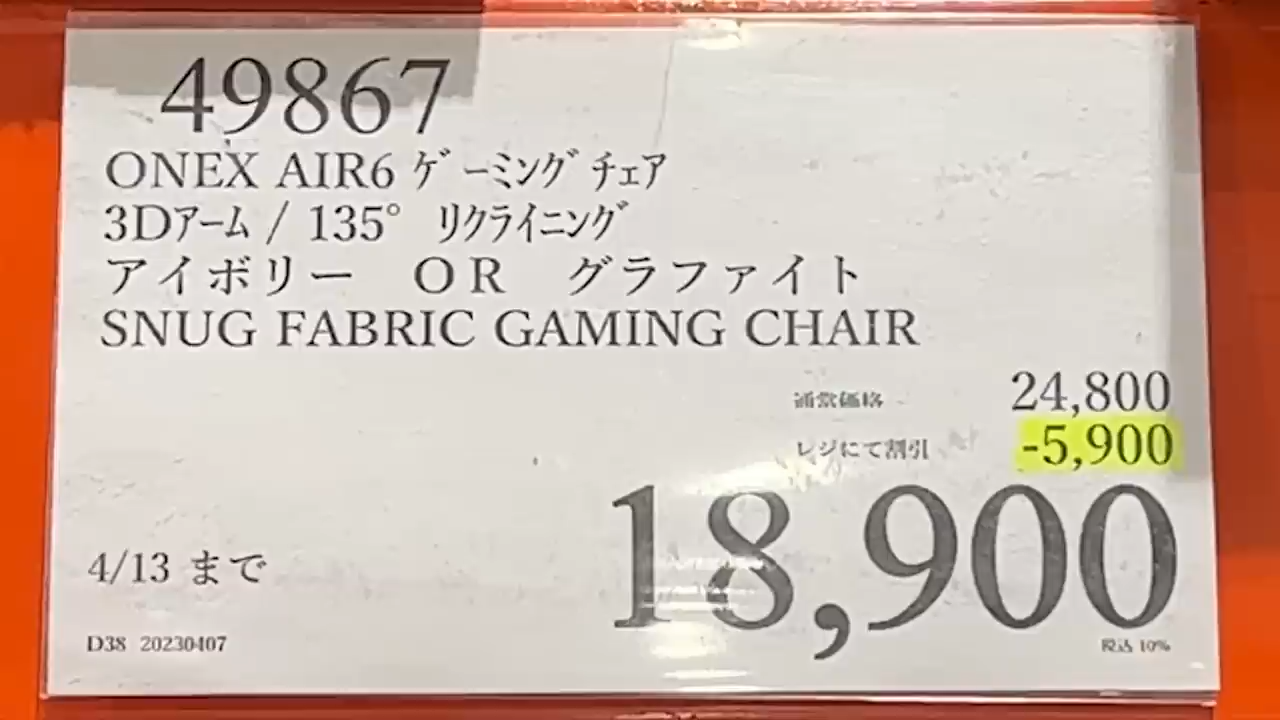 49867
ONEX AIR6 ｹﾞｰﾐﾝｸﾞﾁｪｱ
3Dｱｰﾑ / 135° ﾘｸﾗｲﾆﾝｸﾞ
アイボリー　ＯＲ　グラファイト
SNUG FABRIC GAMING CHAIR
通常価格 24,800
レジにて割引 -5,900
18,900
4/13 まで
D38 20230407
税込 10%